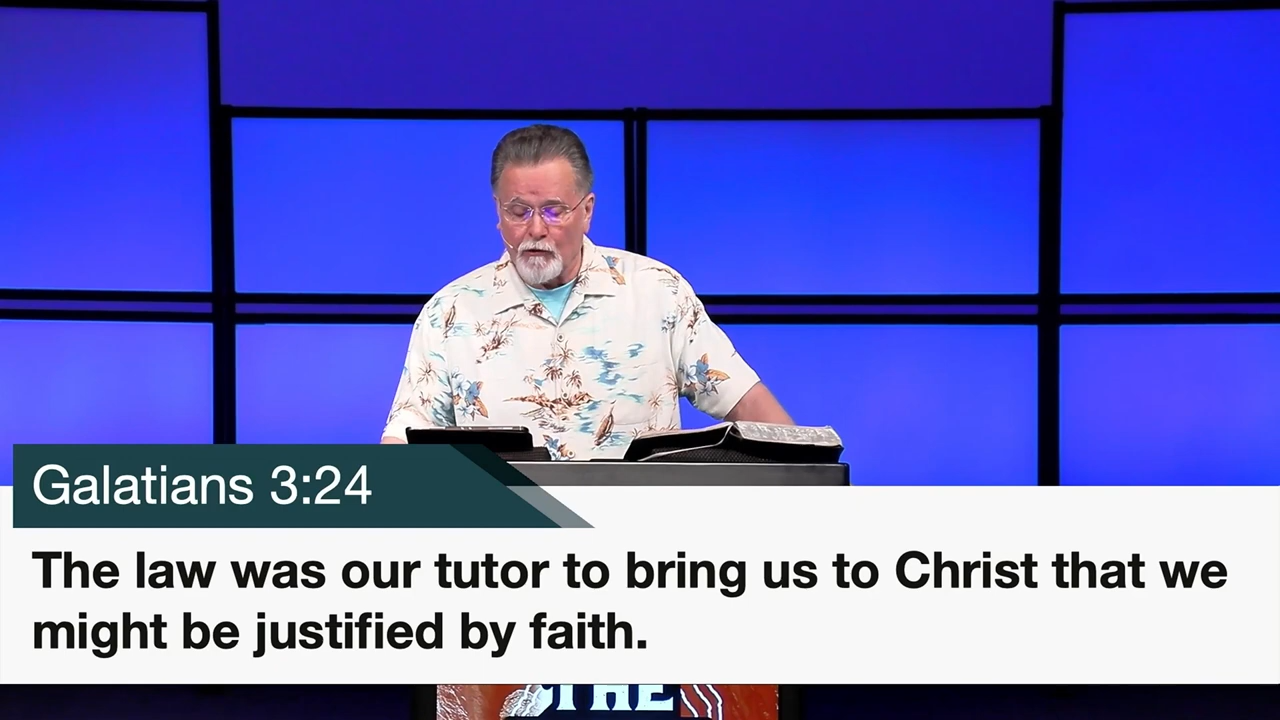 Galatians 3:24
The law was our tutor to bring us to Christ that we
might be justified by faith.
THE